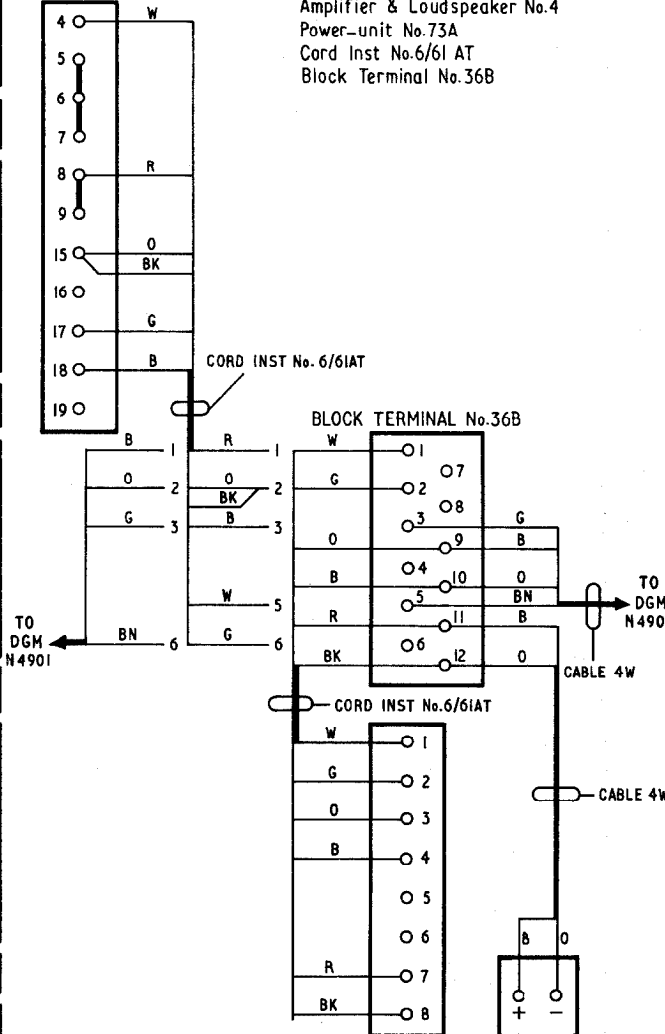 Amplifier & Loudspeaker No.4
Power-unit No.73A
Cord Inst No.6/61 AT
Block Terminal No.36B
4 W
5
6
7
8 R
9
15 O
BK
16
17 G
18 B
19
CORD INST No. 6/61AT
BLOCK TERMINAL No.36B
B 1 R 1 W 1
7
O 2 O 2 G 2
BK
8
G 3 B 3 3 G
O 9 B
4
B 10 O
W 5 5 BN
R 11 B
TO
DGM
N4901
BN 6 G 6 6
BK 12 O
TO
DGM
N490
CABLE 4W
CORD INST No.6/61AT
W 1
G 2
O 3
CABLE 4W
B 4
5
6
B O
R 7
+ −
BK 8